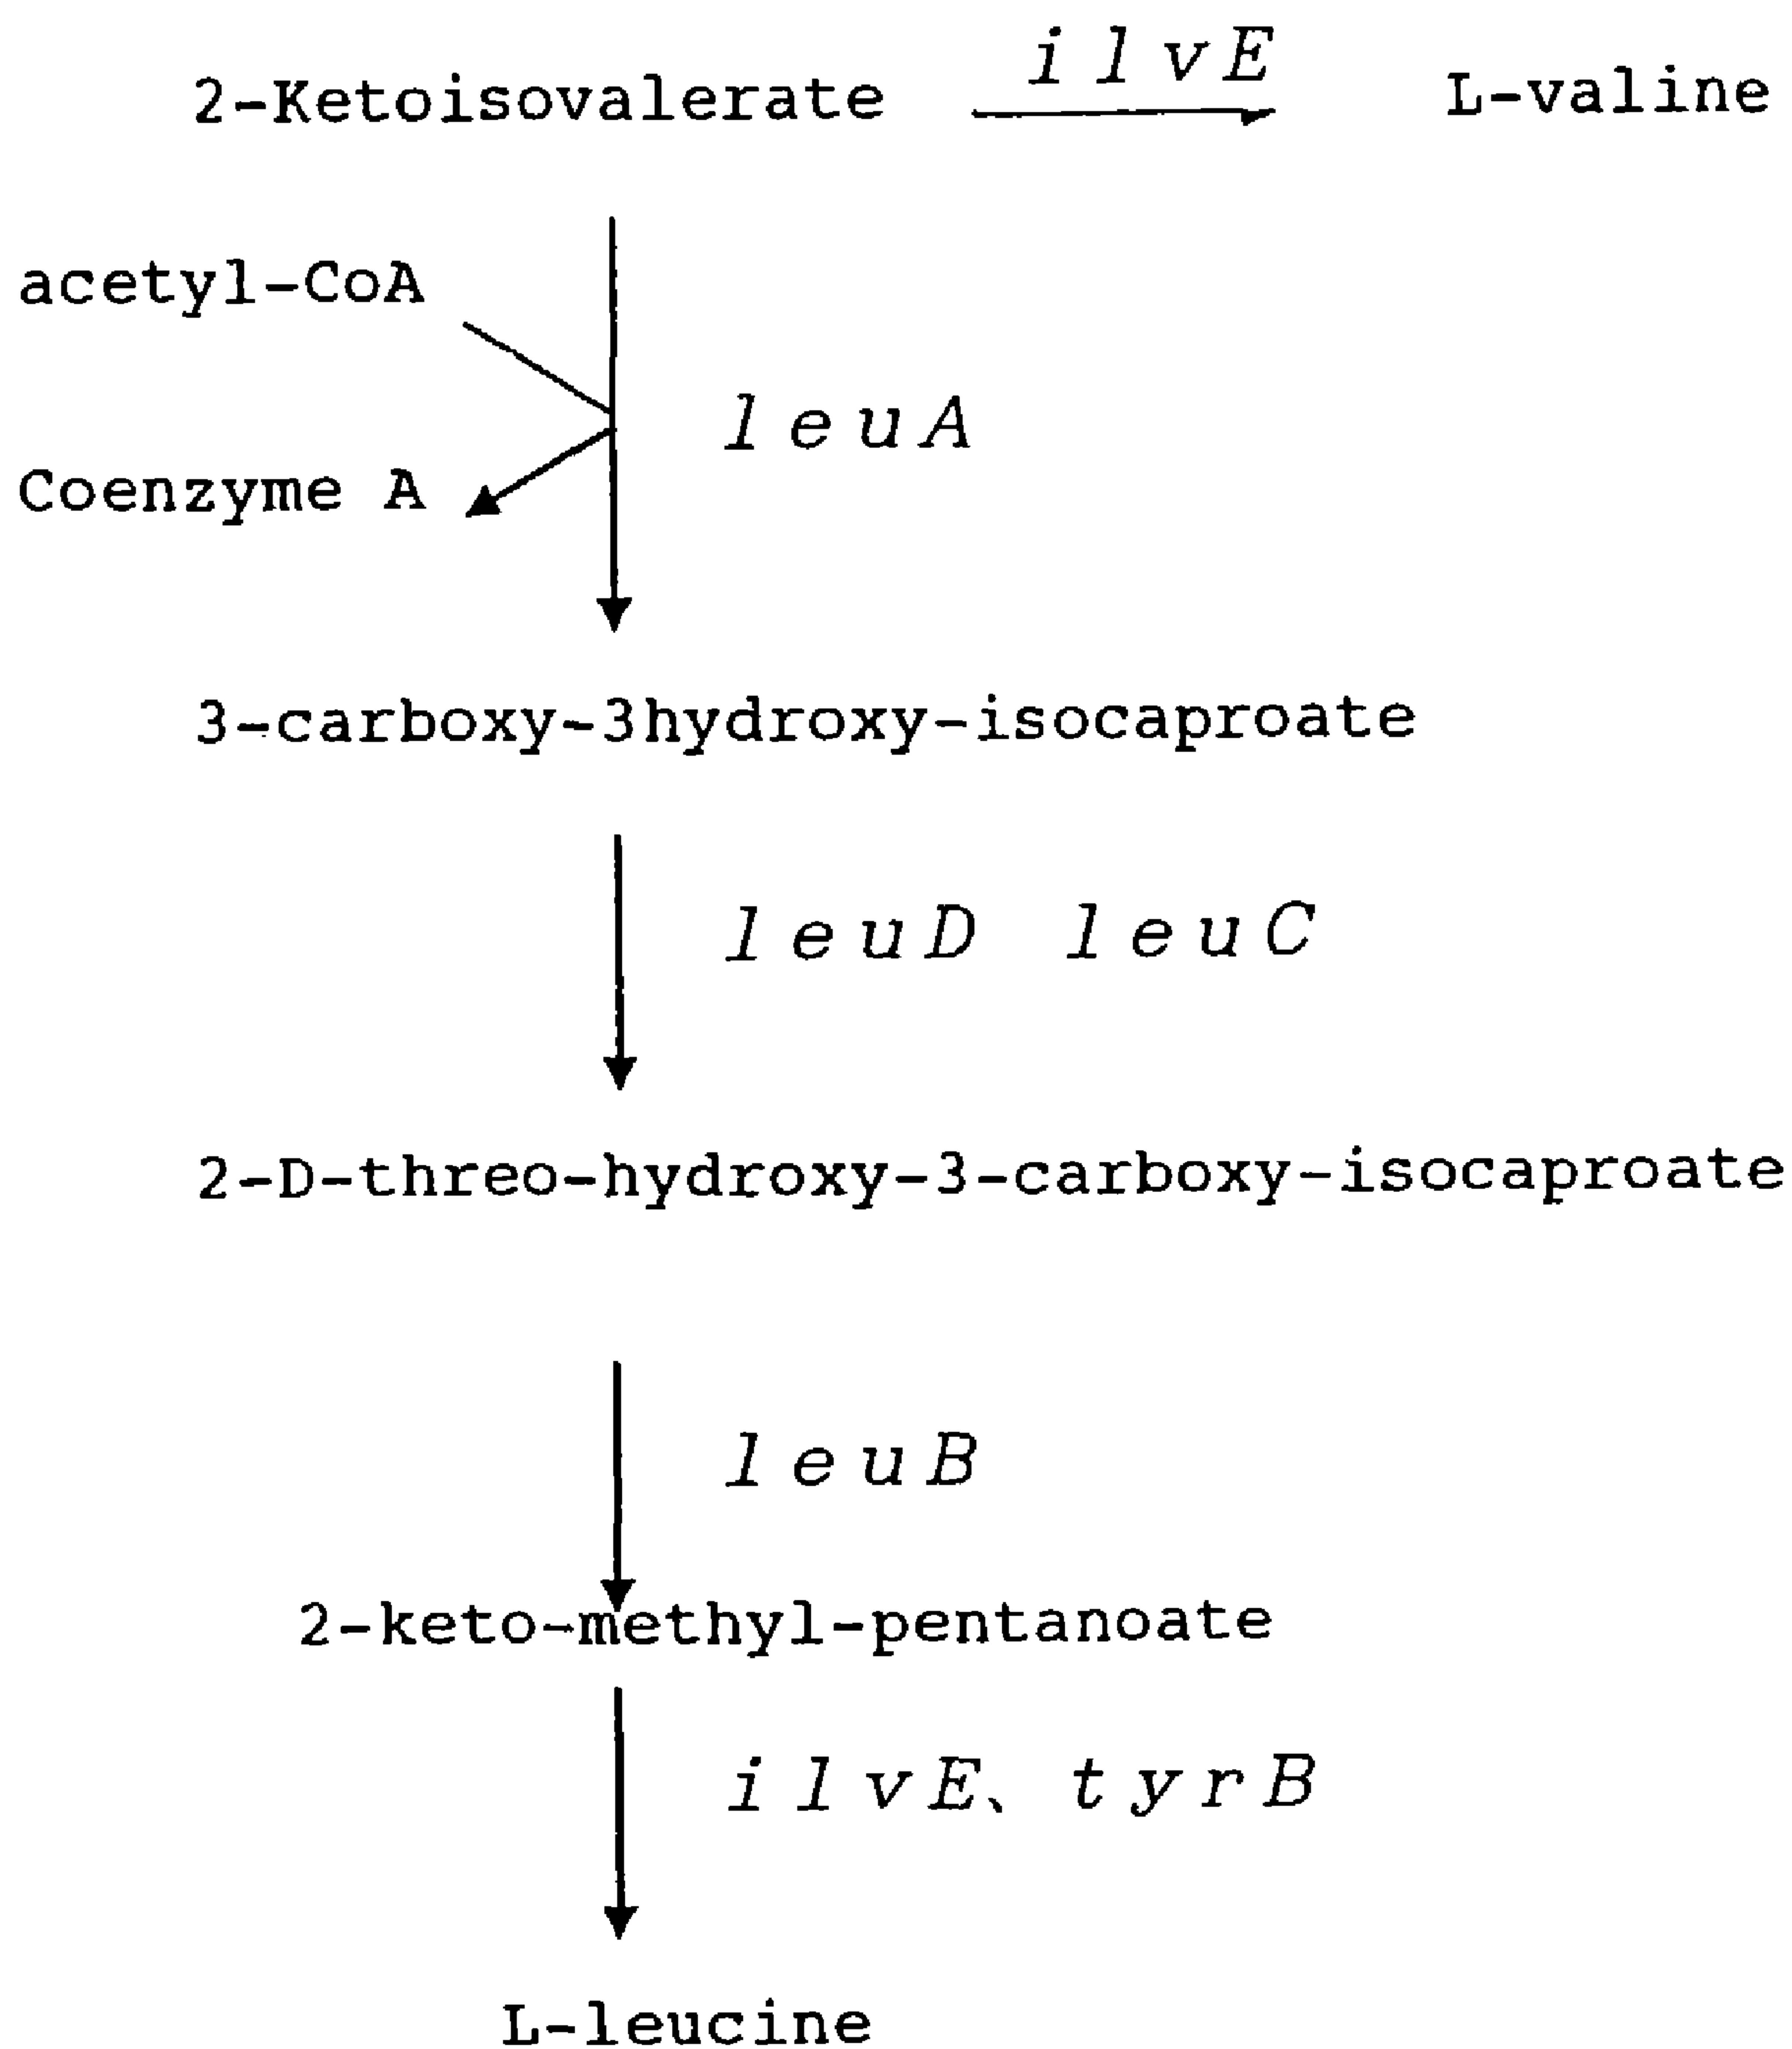 2-Ketoisovalerate ilvE L-valine
acetyl-CoA
leuA
Coenzyme A
3-carboxy-3hydroxy-isocaproate
leuD leuC
2-D-threo-hydroxy-3-carboxy-isocaproate
leuB
2-keto-methyl-pentanoate
ilvE、tyrB
L-leucine